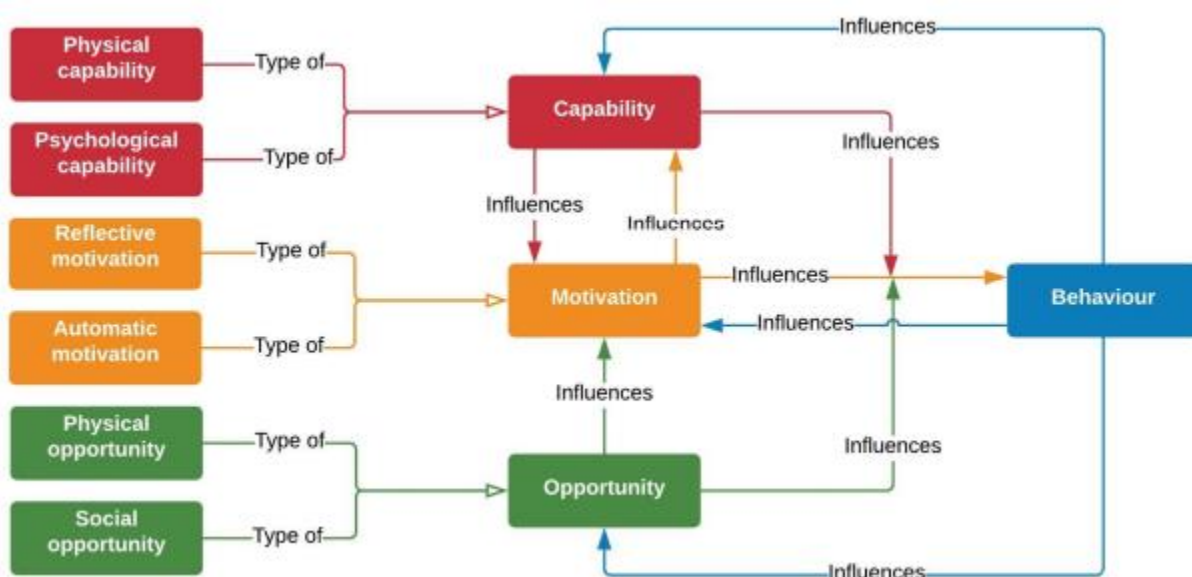 Influences
Physical
capability
Type of
Capability
Psychological
capability
Type of
Influences
Influences
Influences
Reflective
motivation
Type of
Motivation
Influences
Behaviour
Influences
Automatic
motivation
Type of
Influences
Physical
opportunity
Type of
Influences
Opportunity
Social
opportunity
Type of
Influences